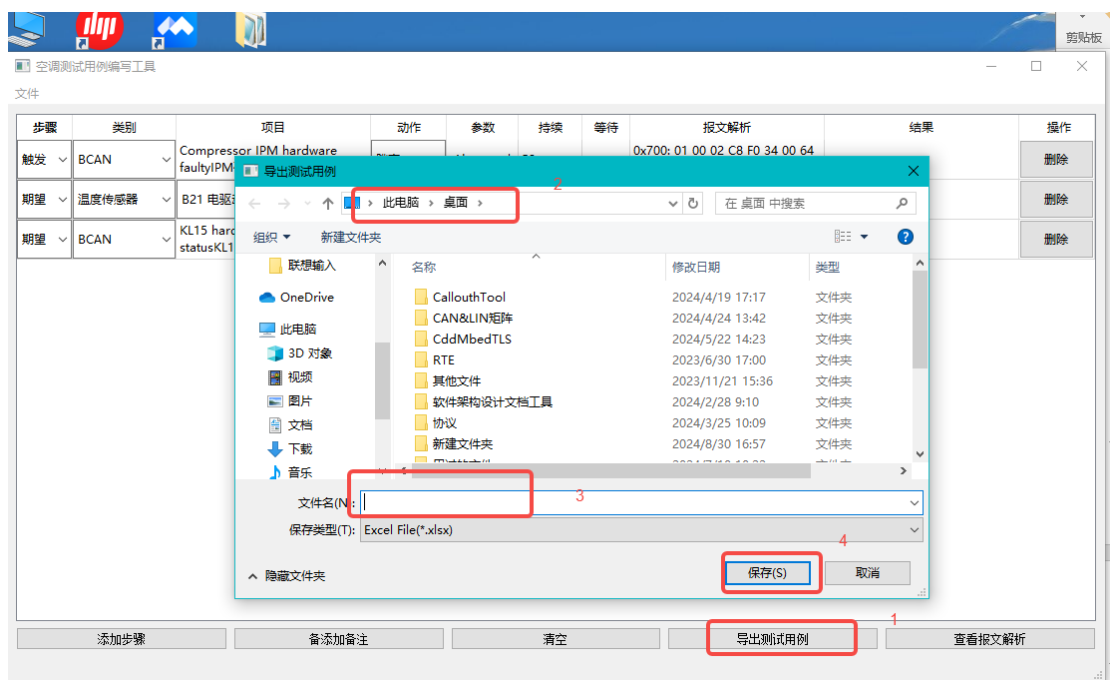 剪贴板
空调测试用例编写工具
文件
步骤 类别 项目 动作 参数 持续 等待 报文解析 结果 操作
触发 BCAN Compressor IPM hardware 0x700: 01 00 02 C8 F0 34 00 64 删除
faultyIPM
期望 温度传感器 B21 电驱 删除
期望 BCAN KL15 hard 删除
statusKL1
导出测试用例
2
此电脑 桌面 在 桌面 中搜索
组织 新建文件夹
名称 修改日期 类型
联想输入
OneDrive
此电脑
3D 对象
视频
图片
文档
下载
音乐
CallouthTool 2024/4/19 17:17 文件夹
CAN&LIN矩阵 2024/4/24 13:42 文件夹
CddMbedTLS 2024/5/22 14:23 文件夹
RTE 2023/6/30 17:00 文件夹
其他文件 2023/11/21 15:36 文件夹
软件架构设计文档工具 2024/2/28 9:10 文件夹
协议 2024/3/25 10:09 文件夹
新建文件夹 2024/8/30 16:57 文件夹
文件名(N): 3
保存类型(T): Excel File(*.xlsx)
4
隐藏文件夹 保存(S) 取消
1
添加步骤 备添加备注 清空 导出测试用例 查看报文解析